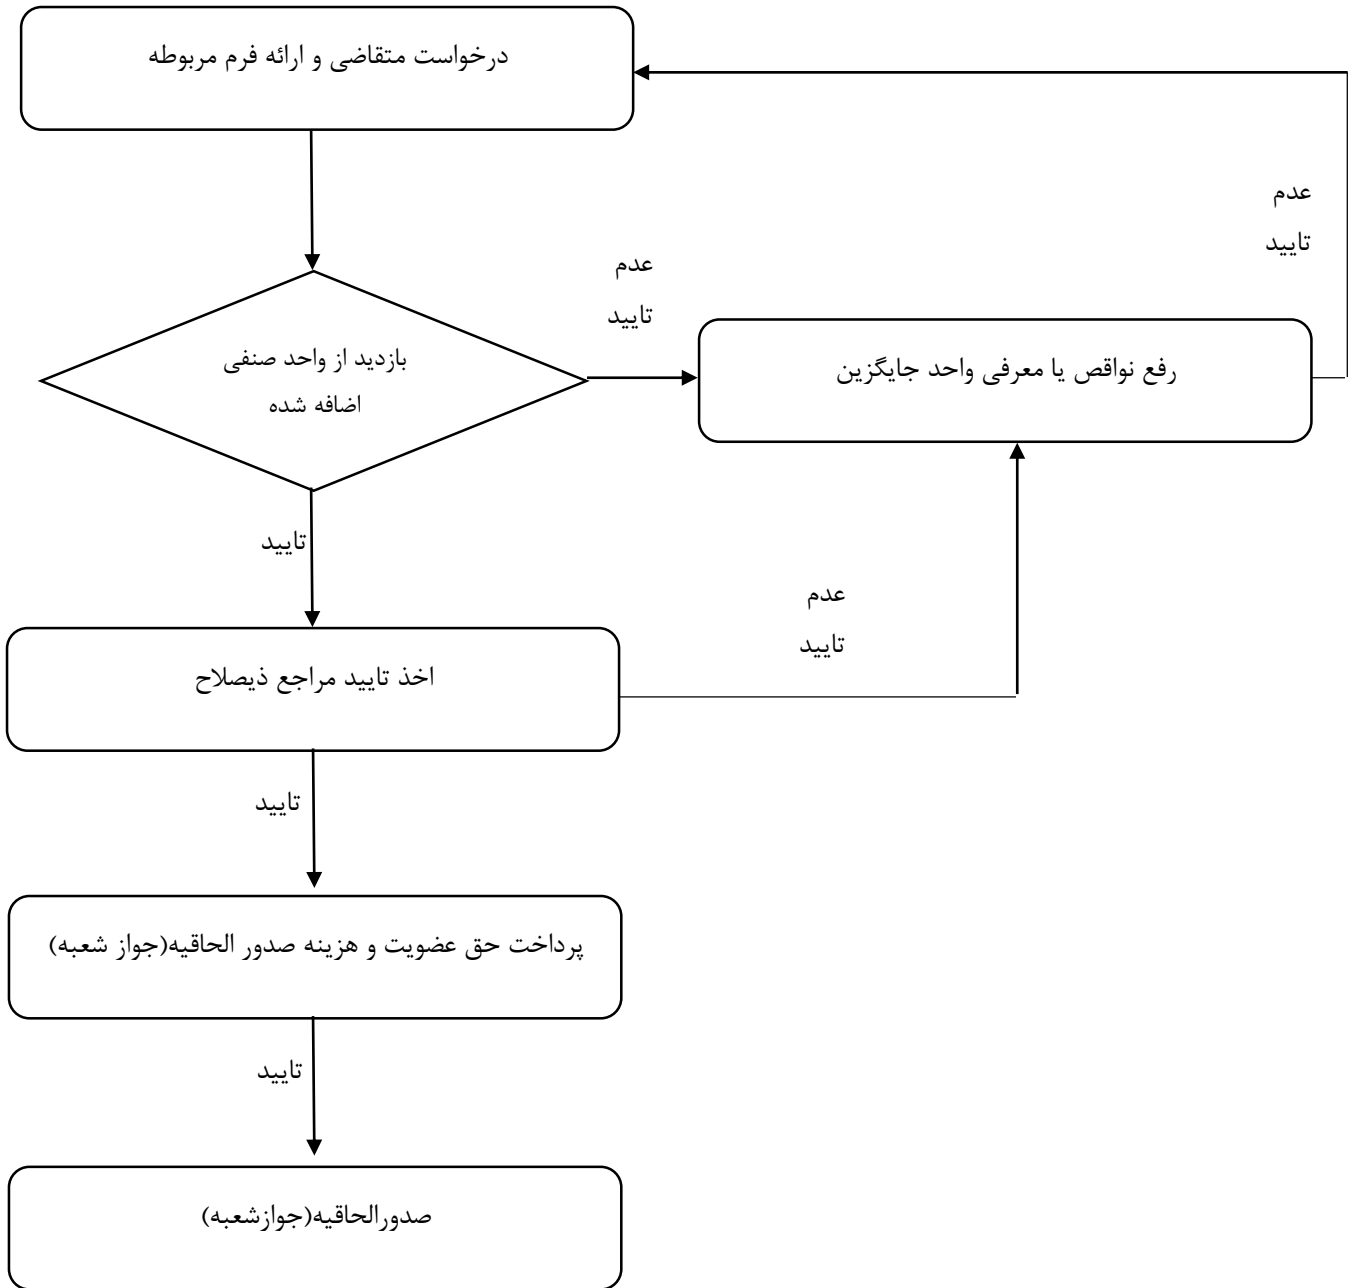 درخواست متقاضی و ارائه فرم مربوطه
عدم
تایید
عدم
تایید
بازدید از واحد صنفی
اضافه شده
رفع نواقص یا معرفی واحد جایگزین
تایید
عدم
تایید
اخذ تایید مراجع ذیصلاح
تایید
پرداخت حق عضویت و هزینه صدور الحاقیه(جواز شعبه)
تایید
صدورالحاقیه(جوازشعبه)